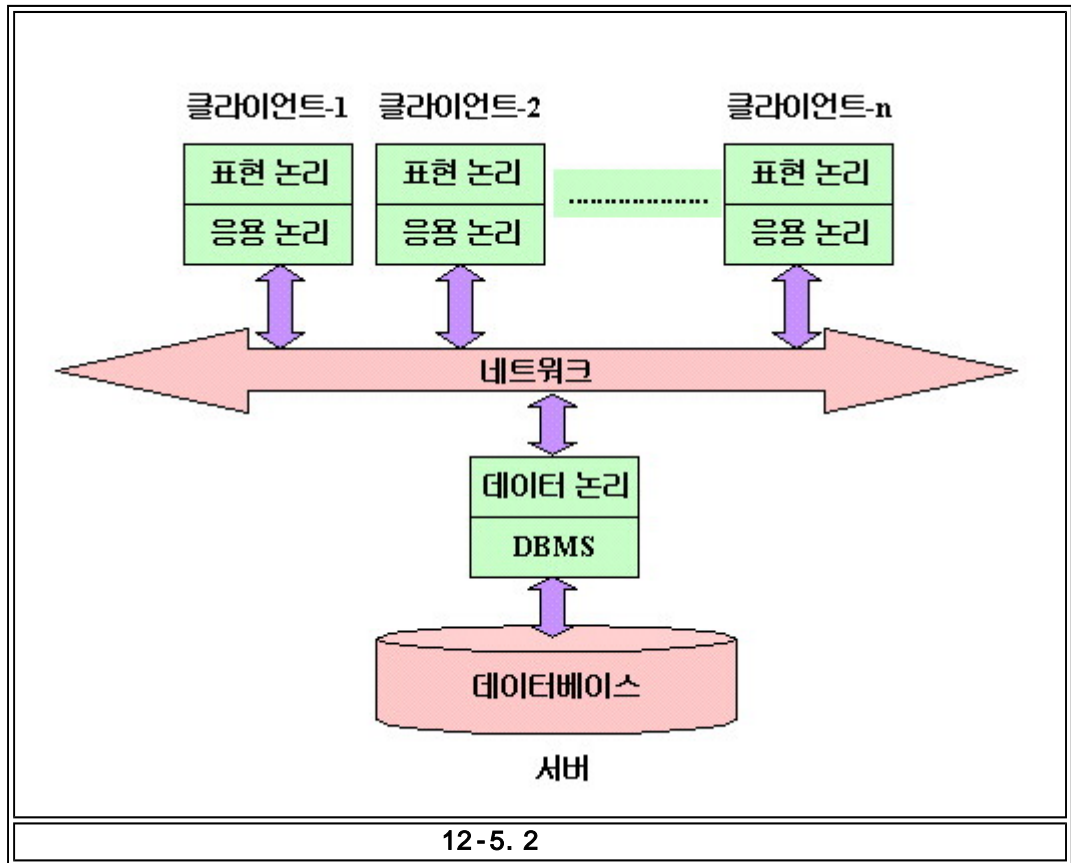 클라이언트-1 클라이언트-2 클라이언트-n
표현 논리 표현 논리 표현 논리
....................
응용 논리 응용 논리 응용 논리
네트워크
데이터 논리
DBMS
데이터베이스
서버
12-5. 2